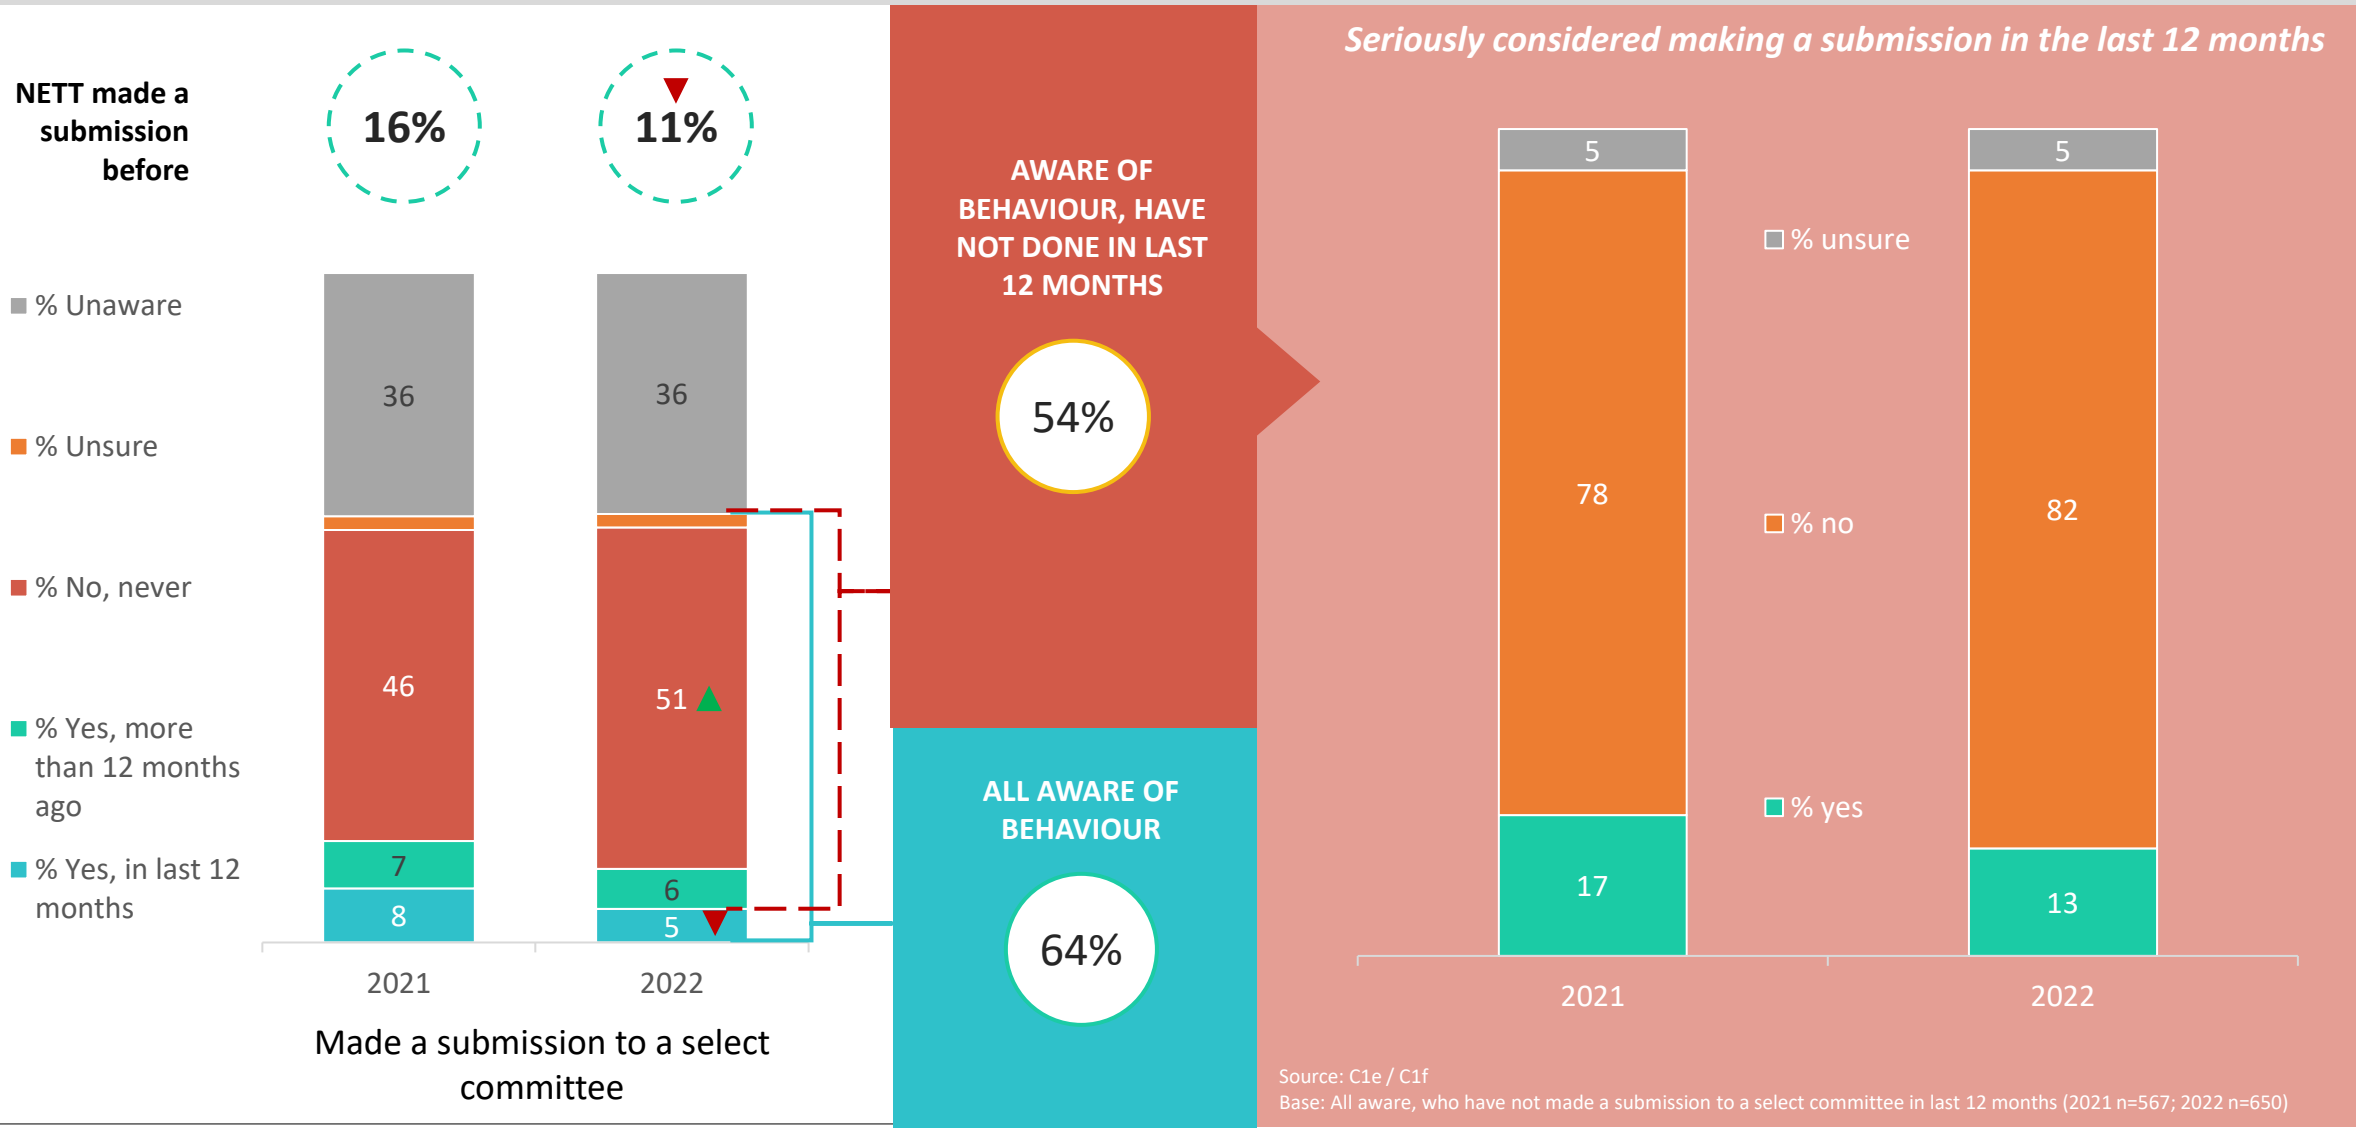 NETT made a
submission
before
16%
11%
% Unaware
% Unsure
% No, never
% Yes, more
than 12 months
ago
% Yes, in last 12
months
36
46
7
8
36
51
6
5
2021
2022
Made a submission to a select
committee
AWARE OF
BEHAVIOUR, HAVE
NOT DONE IN LAST
12 MONTHS
54%
ALL AWARE OF
BEHAVIOUR
64%
Seriously considered making a submission in the last 12 months
5
78
17
% unsure
% no
% yes
5
82
13
2021
2022
Source: C1e / C1f
Base: All aware, who have not made a submission to a select committee in last 12 months (2021 n=567; 2022 n=650)